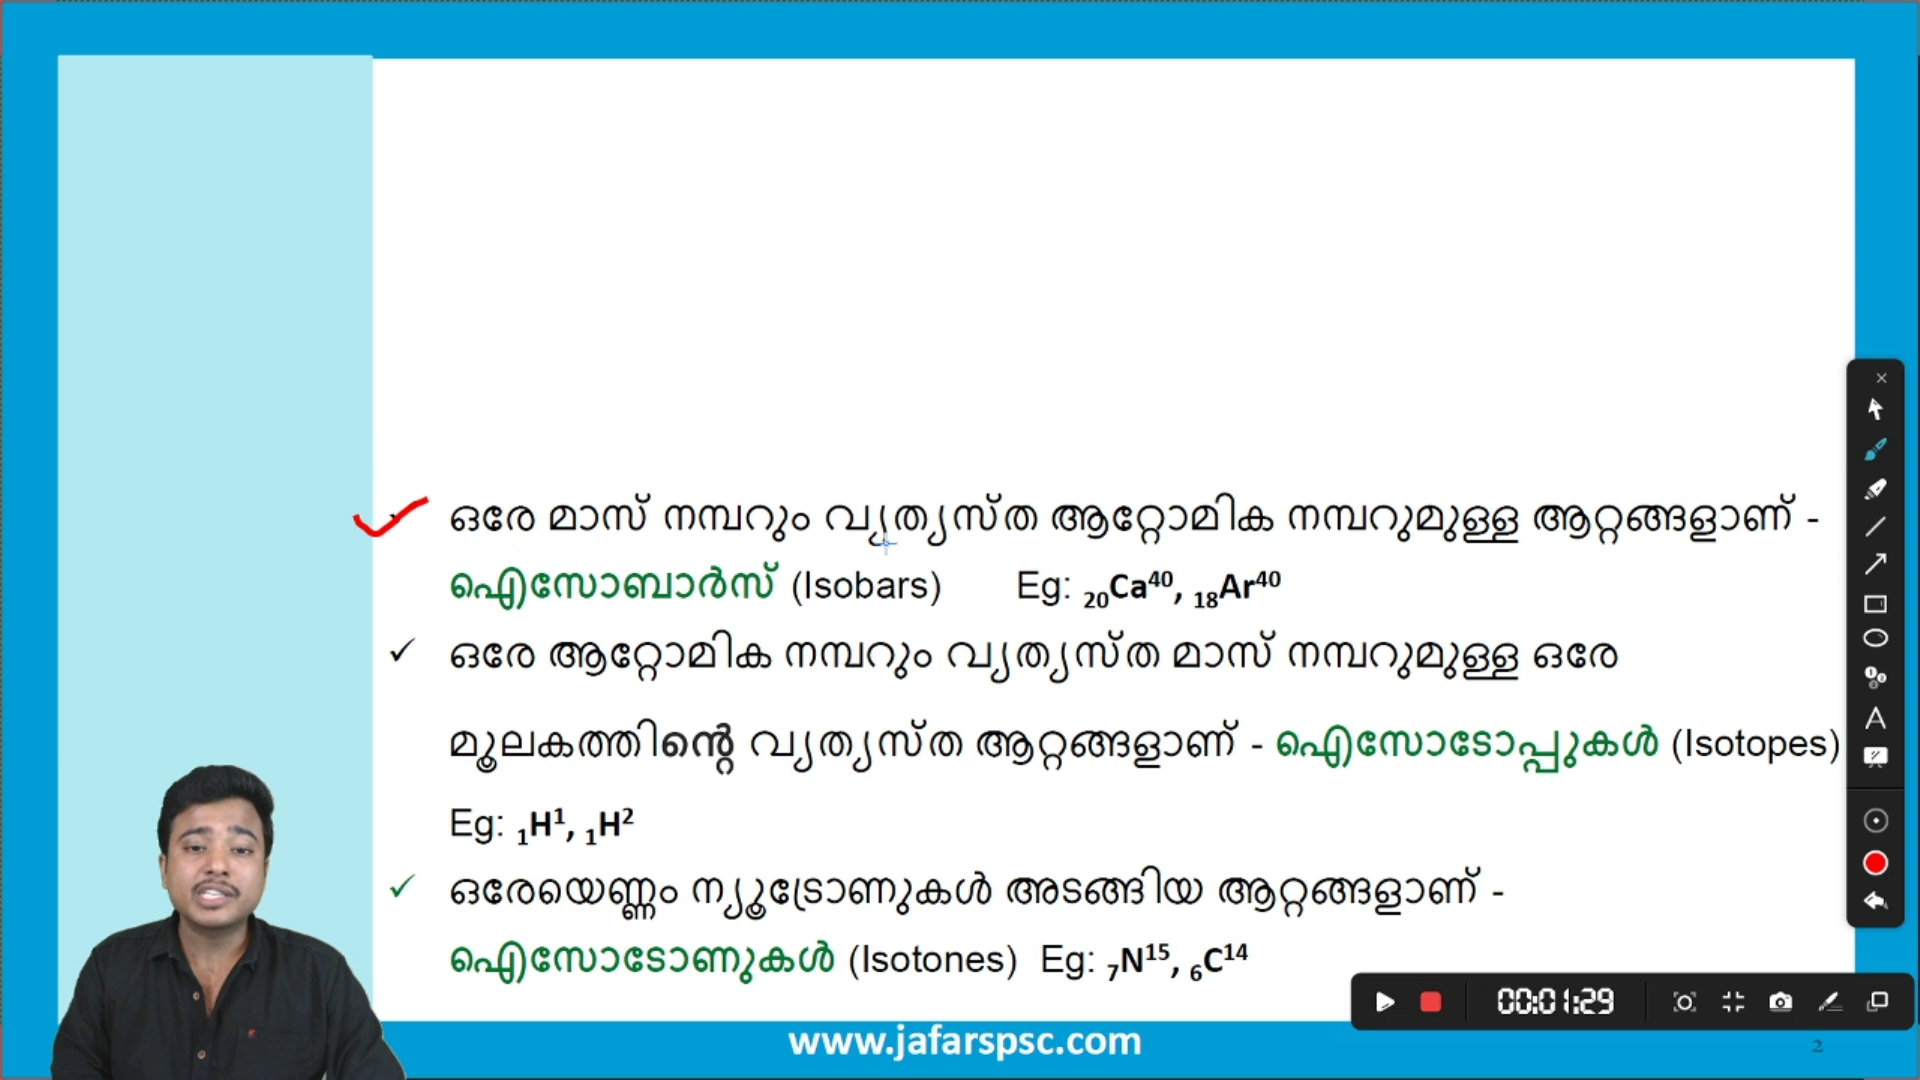 ഒരേ മാസ് നമ്പറും വ്യത്യസ്ത ആറ്റോമിക നമ്പറുമുള്ള ആറ്റങ്ങളാണ് -
ഐസോബാർസ് (Isobars) Eg: ₂₀Ca⁴⁰, ₁₈Ar⁴⁰
ഒരേ ആറ്റോമിക നമ്പറും വ്യത്യസ്ത മാസ് നമ്പറുമുള്ള ഒരേ
മൂലകത്തിന്റെ വ്യത്യസ്ത ആറ്റങ്ങളാണ് - ഐസോടോപ്പുകൾ (Isotopes)
Eg: ₁H¹, ₁H²
ഒരേയെണ്ണം ന്യൂട്രോണുകൾ അടങ്ങിയ ആറ്റങ്ങളാണ് -
ഐസോടോണുകൾ (Isotones) Eg: ₇N¹⁵, ₆C¹⁴
00:01:29
www.jafarspsc.com
2